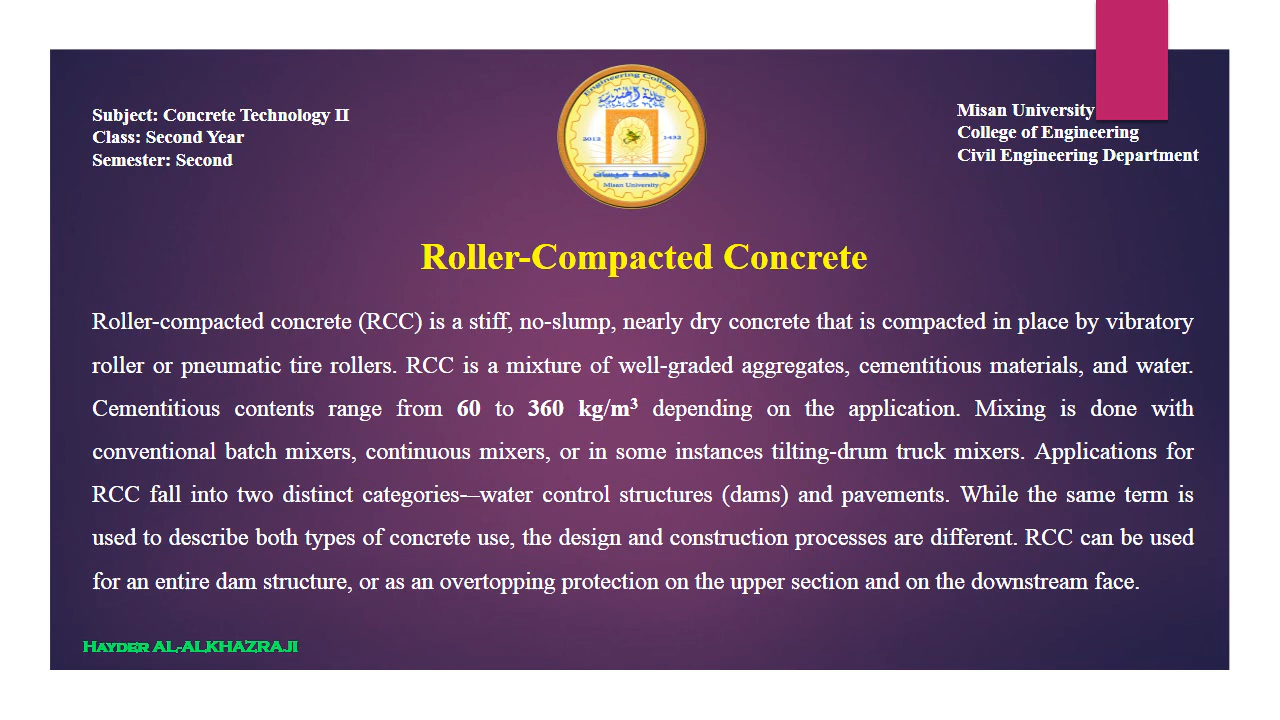 Subject: Concrete Technology II
Class: Second Year
Semester: Second
Engineering College
كلية الهندسة
2012
1432
جامعة ميسان
Misan University
Misan University
College of Engineering
Civil Engineering Department
Roller-Compacted Concrete
Roller-compacted concrete (RCC) is a stiff, no-slump, nearly dry concrete that is compacted in place by vibratory
roller or pneumatic tire rollers. RCC is a mixture of well-graded aggregates, cementitious materials, and water.
Cementitious contents range from 60 to 360 kg/m³ depending on the application. Mixing is done with
conventional batch mixers, continuous mixers, or in some instances tilting-drum truck mixers. Applications for
RCC fall into two distinct categories-–water control structures (dams) and pavements. While the same term is
used to describe both types of concrete use, the design and construction processes are different. RCC can be used
for an entire dam structure, or as an overtopping protection on the upper section and on the downstream face.
Hayder AL-ALKHAZRAJI